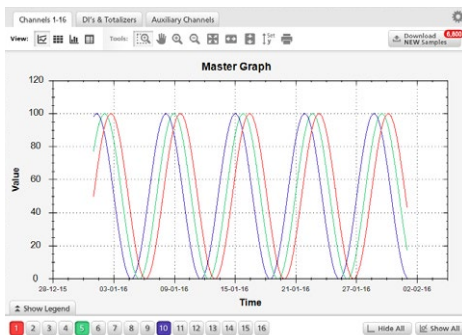 Channels 1-16 DI's & Totalizers Auxiliary Channels
View: Tools: Set Y Download NEW Samples 6,800
Master Graph
120
100
80
60
40
20
0
Value
28-12-15 03-01-16 09-01-16 15-01-16 21-01-16 27-01-16 02-02-16
Time
Show Legend
1 2 3 4 5 6 7 8 9 10 11 12 13 14 15 16 Hide All Show All